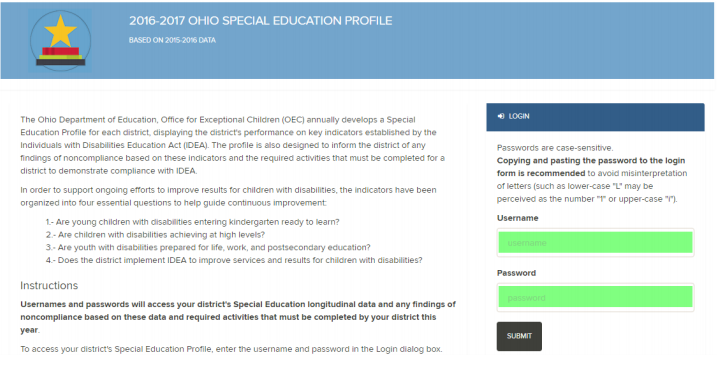 2016-2017 OHIO SPECIAL EDUCATION PROFILE
BASED ON 2015-2016 DATA
The Ohio Department of Education, Office for Exceptional Children (OEC) annually develops a Special
Education Profile for each district, displaying the district's performance on key indicators established by the
Individuals with Disabilities Education Act (IDEA). The profile is also designed to inform the district of any
findings of noncompliance based on these indicators and the required activities that must be completed for a
district to demonstrate compliance with IDEA.
In order to support ongoing efforts to improve results for children with disabilities, the indicators have been
organized into four essential questions to help guide continuous improvement:
1.- Are young children with disabilities entering kindergarten ready to learn?
2.- Are children with disabilities achieving at high levels?
3.- Are youth with disabilities prepared for life, work, and postsecondary education?
4.- Does the district implement IDEA to improve services and results for children with disabilities?
Instructions
Usernames and passwords will access your district's Special Education longitudinal data and any findings of
noncompliance based on these data and required activities that must be completed by your district this
year.
To access your district's Special Education Profile, enter the username and password in the Login dialog box.
LOGIN
Passwords are case-sensitive.
Copying and pasting the password to the login
form is recommended to avoid misinterpretation
of letters (such as lower-case "L" may be
perceived as the number "1" or upper-case "i").
Username
username
Password
password
SUBMIT